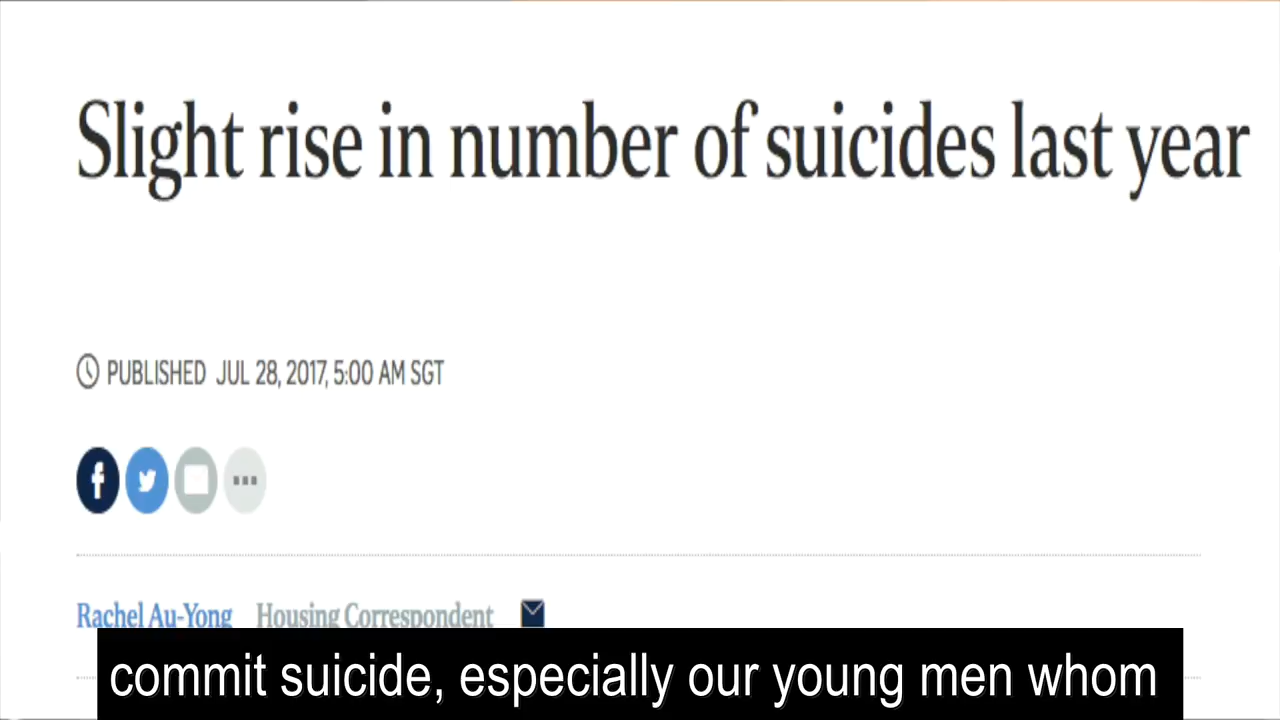 Slight rise in number of suicides last year
PUBLISHED JUL 28, 2017, 5:00 AM SGT
Rachel Au-Yong Housing Correspondent
commit suicide, especially our young men whom